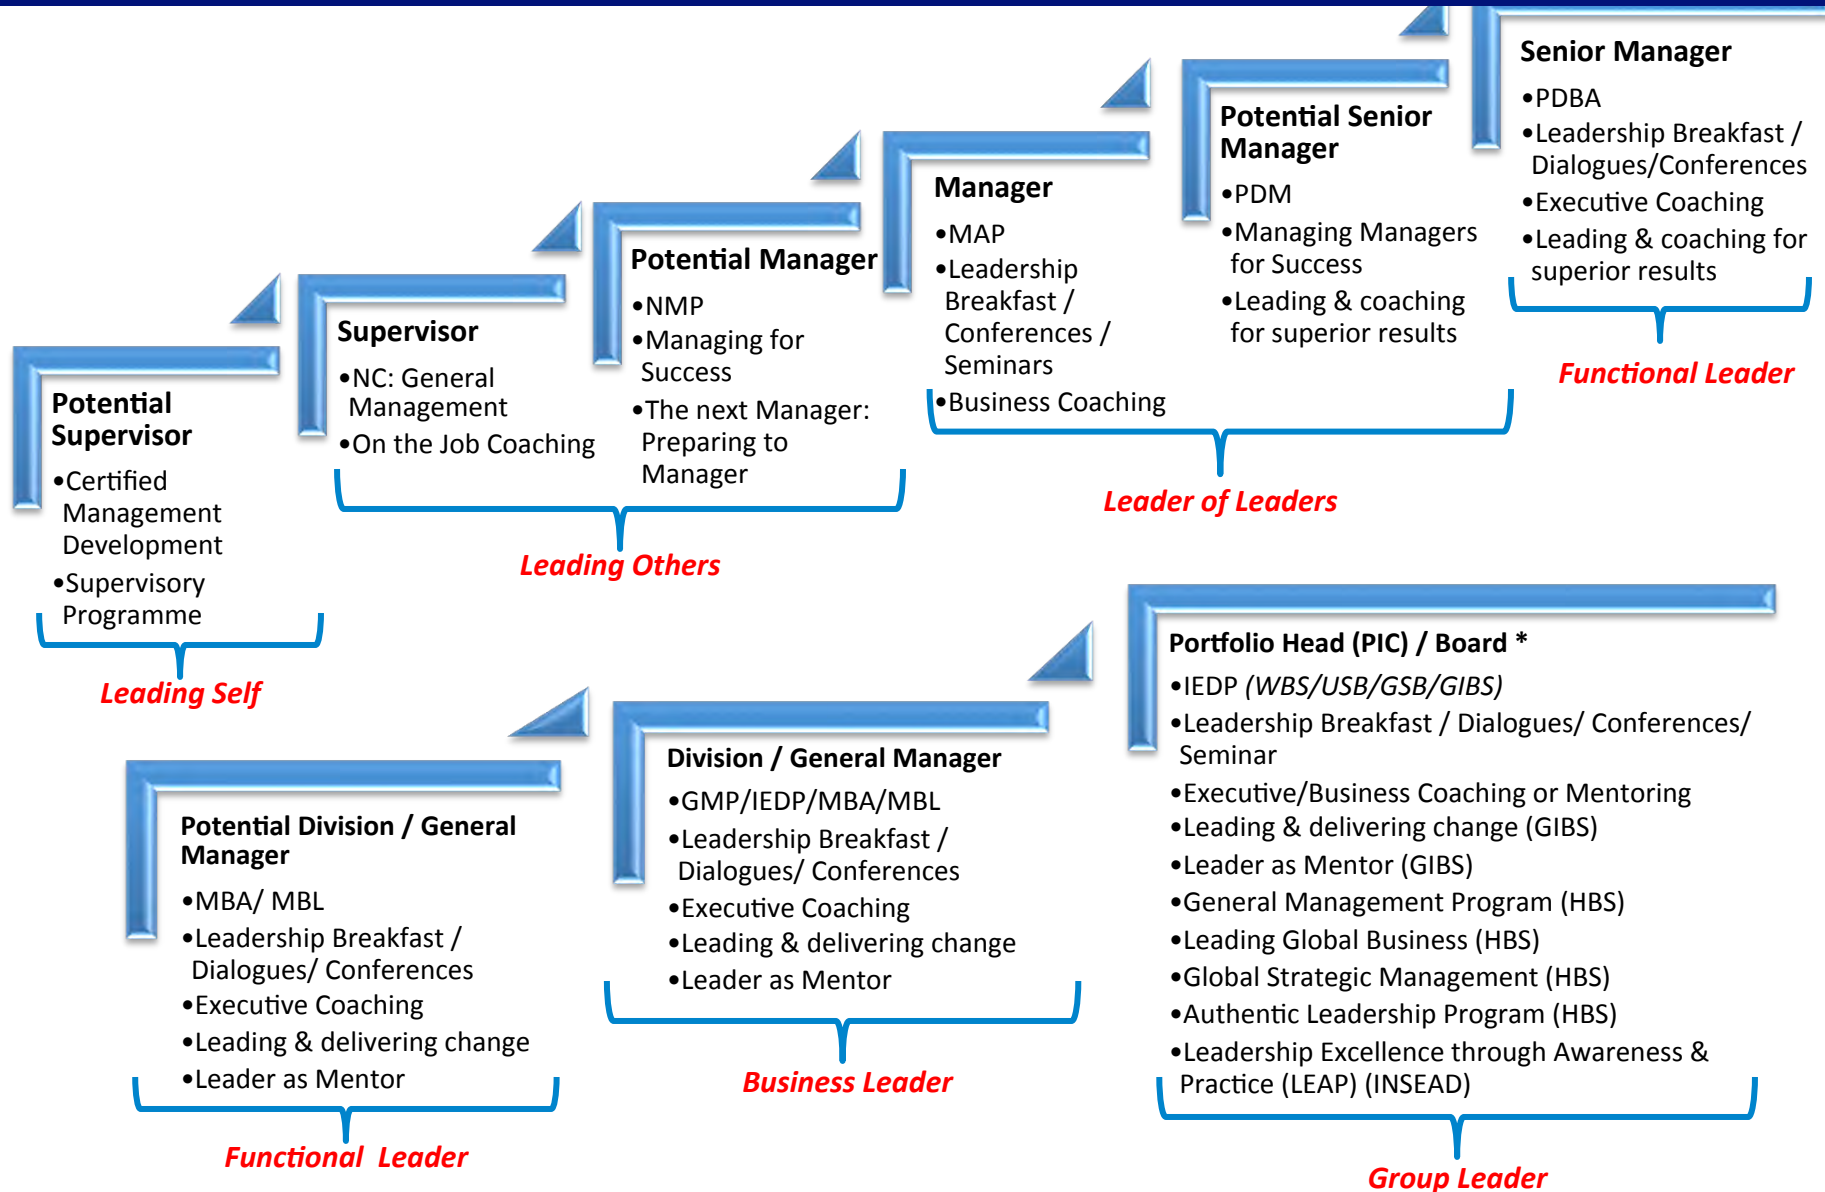 Potential
Supervisor
•Certified
Management
Development
•Supervisory
Programme
Leading Self
Supervisor
•NC: General
Management
•On the Job Coaching
Potential Manager
•NMP
•Managing for
Success
•The next Manager:
Preparing to
Manager
Leading Others
Manager
•MAP
•Leadership
Breakfast /
Conferences /
Seminars
•Business Coaching
Potential Senior
Manager
•PDM
•Managing Managers
for Success
•Leading & coaching
for superior results
Leader of Leaders
Senior Manager
•PDBA
•Leadership Breakfast /
Dialogues/Conferences
•Executive Coaching
•Leading & coaching for
superior results
Functional Leader
Potential Division / General
Manager
•MBA/ MBL
•Leadership Breakfast /
Dialogues/ Conferences
•Executive Coaching
•Leading & delivering change
•Leader as Mentor
Functional Leader
Division / General Manager
•GMP/IEDP/MBA/MBL
•Leadership Breakfast /
Dialogues/ Conferences
•Executive Coaching
•Leading & delivering change
•Leader as Mentor
Business Leader
Portfolio Head (PIC) / Board *
•IEDP (WBS/USB/GSB/GIBS)
•Leadership Breakfast / Dialogues/ Conferences/
Seminar
•Executive/Business Coaching or Mentoring
•Leading & delivering change (GIBS)
•Leader as Mentor (GIBS)
•General Management Program (HBS)
•Leading Global Business (HBS)
•Global Strategic Management (HBS)
•Authentic Leadership Program (HBS)
•Leadership Excellence through Awareness &
Practice (LEAP) (INSEAD)
Group Leader